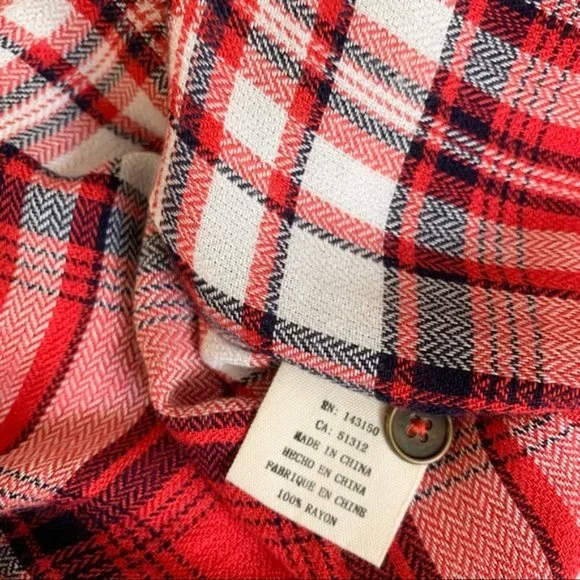 RN: 143150
CA: 51312
MADE IN CHINA
HECHO EN CHINA
FABRIQUE EN CHINE
100% RAYON